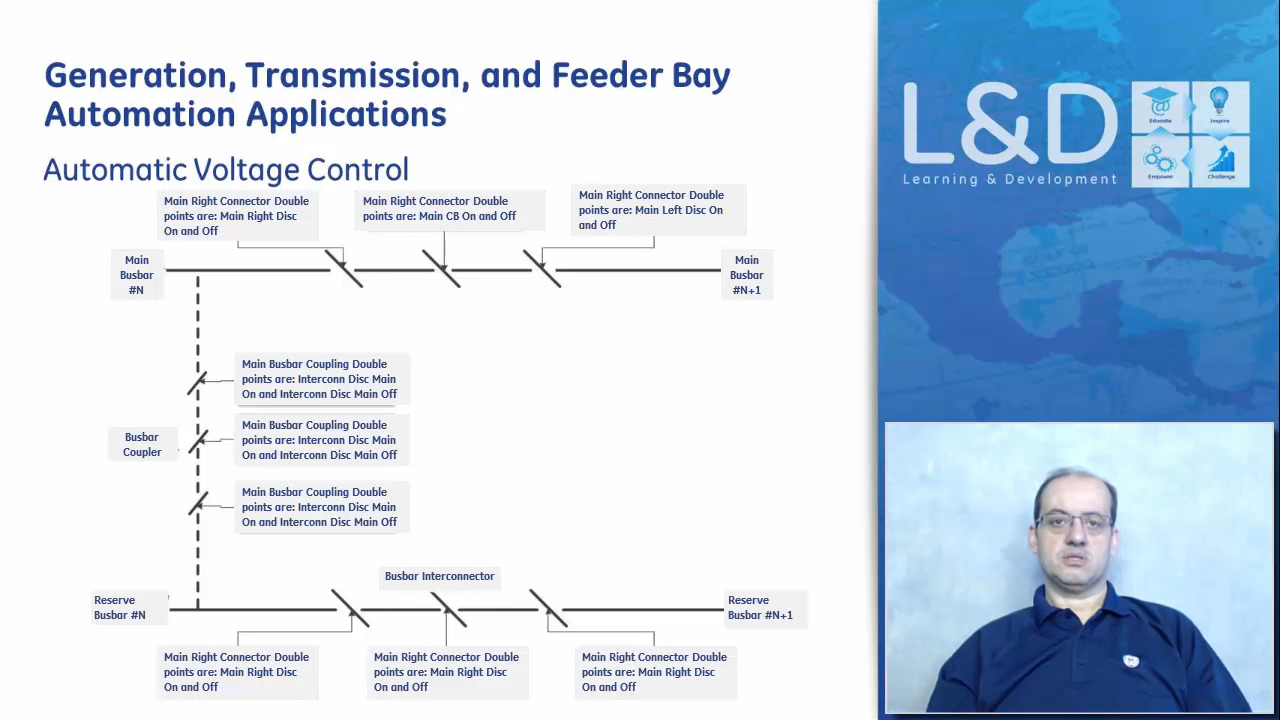 Generation, Transmission, and Feeder Bay
Automation Applications
Automatic Voltage Control
Main Right Connector Double
points are: Main Right Disc
On and Off
Main Right Connector Double
points are: Main CB On and Off
Main Right Connector Double
points are: Main Left Disc On
and Off
Main
Busbar
#N
Main
Busbar
#N+1
Main Busbar Coupling Double
points are: Interconn Disc Main
On and Interconn Disc Main Off
Busbar
Coupler
Main Busbar Coupling Double
points are: Interconn Disc Main
On and Interconn Disc Main Off
Main Busbar Coupling Double
points are: Interconn Disc Main
On and Interconn Disc Main Off
Busbar Interconnector
Reserve
Busbar #N
Reserve
Busbar #N+1
Main Right Connector Double
points are: Main Right Disc
On and Off
Main Right Connector Double
points are: Main Right Disc
On and Off
Main Right Connector Double
points are: Main Right Disc
On and Off
L&D
Learning & Development
Educate
Inspire
Empower
Challenge